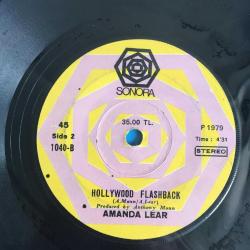 SONORA
35.00 TL.
45
Side 2
1040-B
P 1979
Time : 4'31
STEREO
HOLLYWOOD FLASHBACK
(A.Monn/A.Lear)
Produced by Anthony Monn
AMANDA LEAR